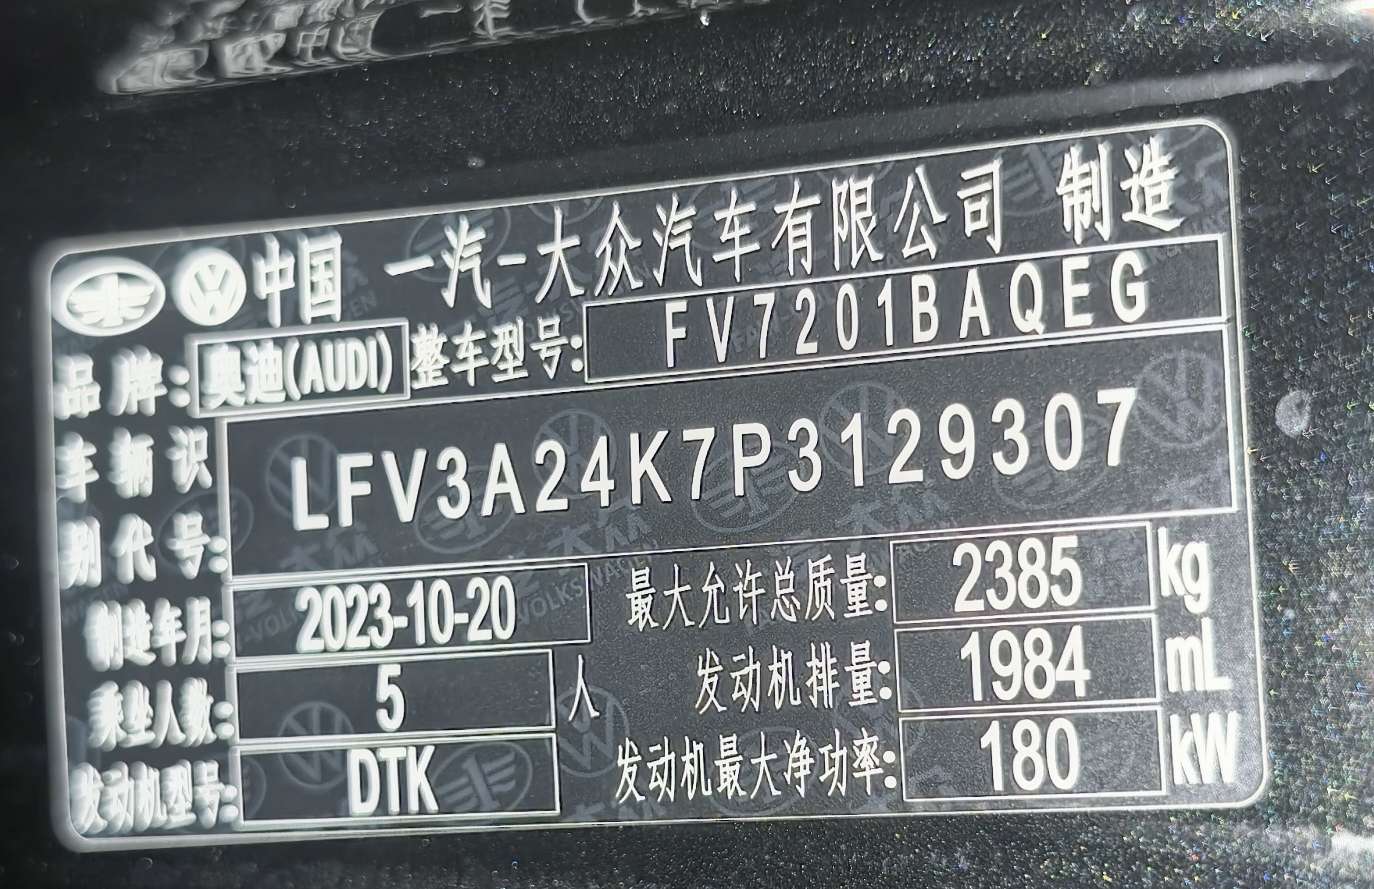 中国 一汽-大众汽车有限公司 制造
品牌: 奥迪(AUDI) 整车型号: FV7201BAQEG
车辆识别代号: LFV3A24K7P3129307
制造年月: 2023-10-20 最大允许总质量: 2385 kg
乘坐人数: 5 人 发动机排量: 1984 mL
发动机型号: DTK 发动机最大净功率: 180 kW